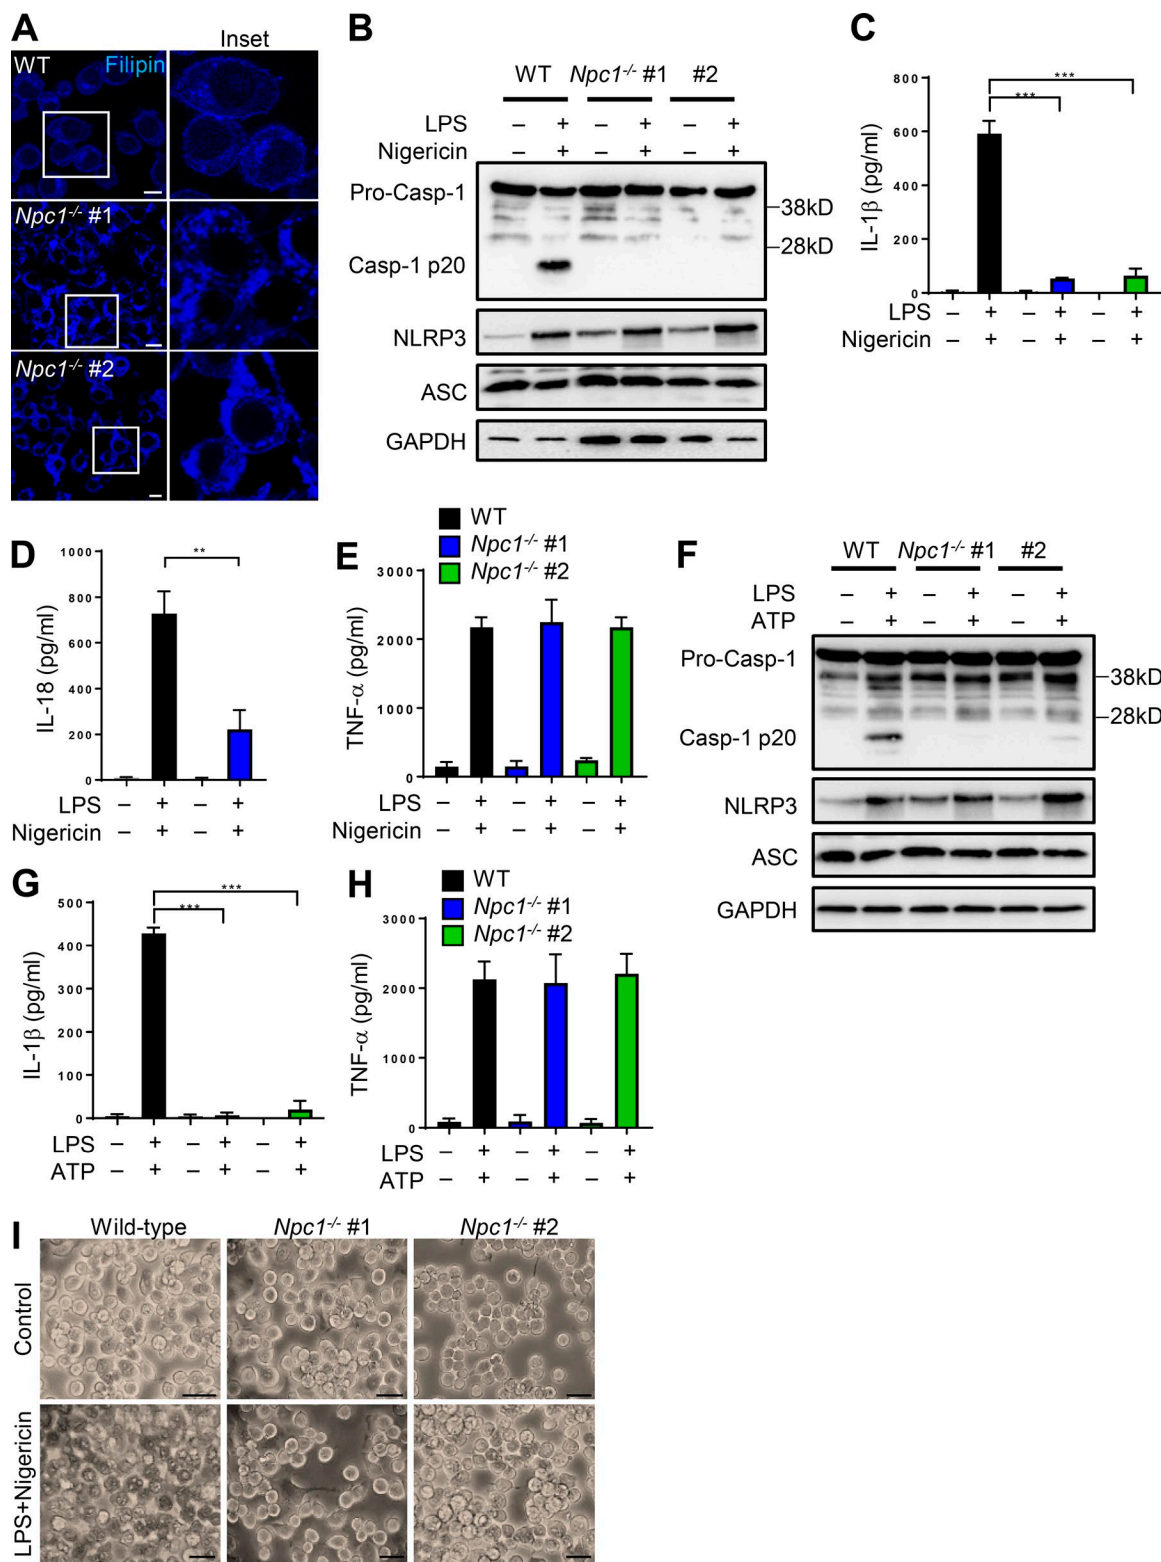 A
Inset
WT Filipin
Npc1-/- #1
Npc1-/- #2
B
WT Npc1-/- #1 #2
LPS – + – + – +
Nigericin – + – + – +
Pro-Casp-1
38kD
28kD
Casp-1 p20
NLRP3
ASC
GAPDH
C
IL-1β (pg/ml)
800
600
400
200
0
***
***
LPS – + – + – +
Nigericin – + – + – +
D
IL-18 (pg/ml)
1000
800
600
400
200
0
**
LPS – + – +
Nigericin – + – +
E
WT
Npc1-/- #1
Npc1-/- #2
TNF-α (pg/ml)
3000
2000
1000
0
LPS – + – + – +
Nigericin – + – + – +
F
WT Npc1-/- #1 #2
LPS – + – + – +
ATP – + – + – +
Pro-Casp-1
38kD
28kD
Casp-1 p20
NLRP3
ASC
GAPDH
G
IL-1β (pg/ml)
500
400
300
200
100
0
***
***
LPS – + – + – +
ATP – + – + – +
H
WT
Npc1-/- #1
Npc1-/- #2
TNF-α (pg/ml)
3000
2000
1000
0
LPS – + – + – +
ATP – + – + – +
I
Wild-type Npc1-/- #1 Npc1-/- #2
Control
LPS+Nigericin